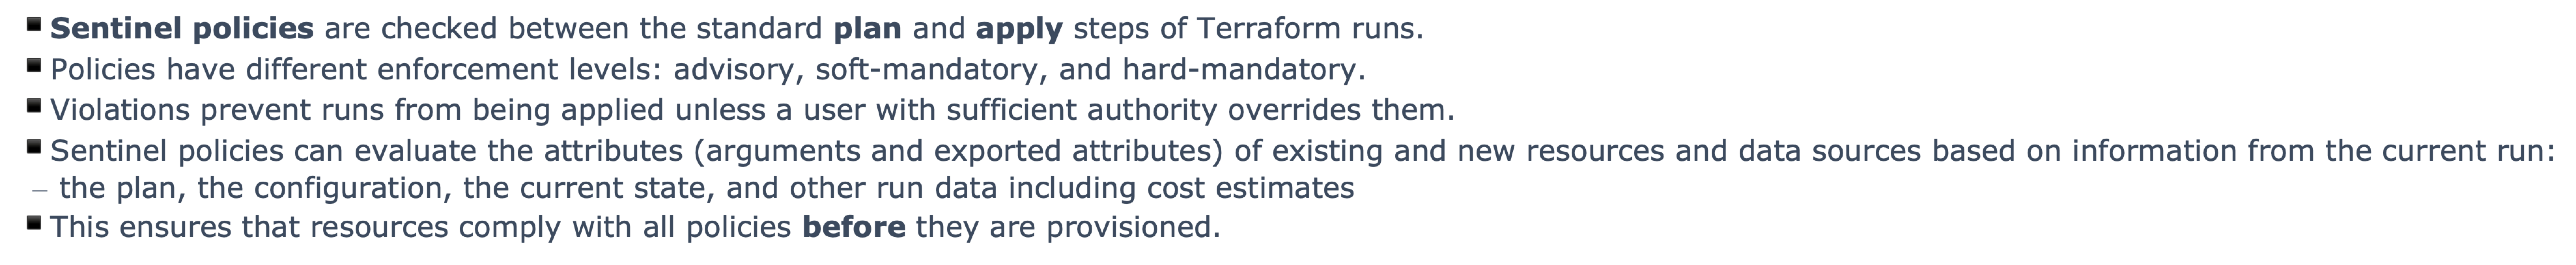 ▪ Sentinel policies are checked between the standard plan and apply steps of Terraform runs.
▪ Policies have different enforcement levels: advisory, soft-mandatory, and hard-mandatory.
▪ Violations prevent runs from being applied unless a user with sufficient authority overrides them.
▪ Sentinel policies can evaluate the attributes (arguments and exported attributes) of existing and new resources and data sources based on information from the current run:
– the plan, the configuration, the current state, and other run data including cost estimates
▪ This ensures that resources comply with all policies before they are provisioned.